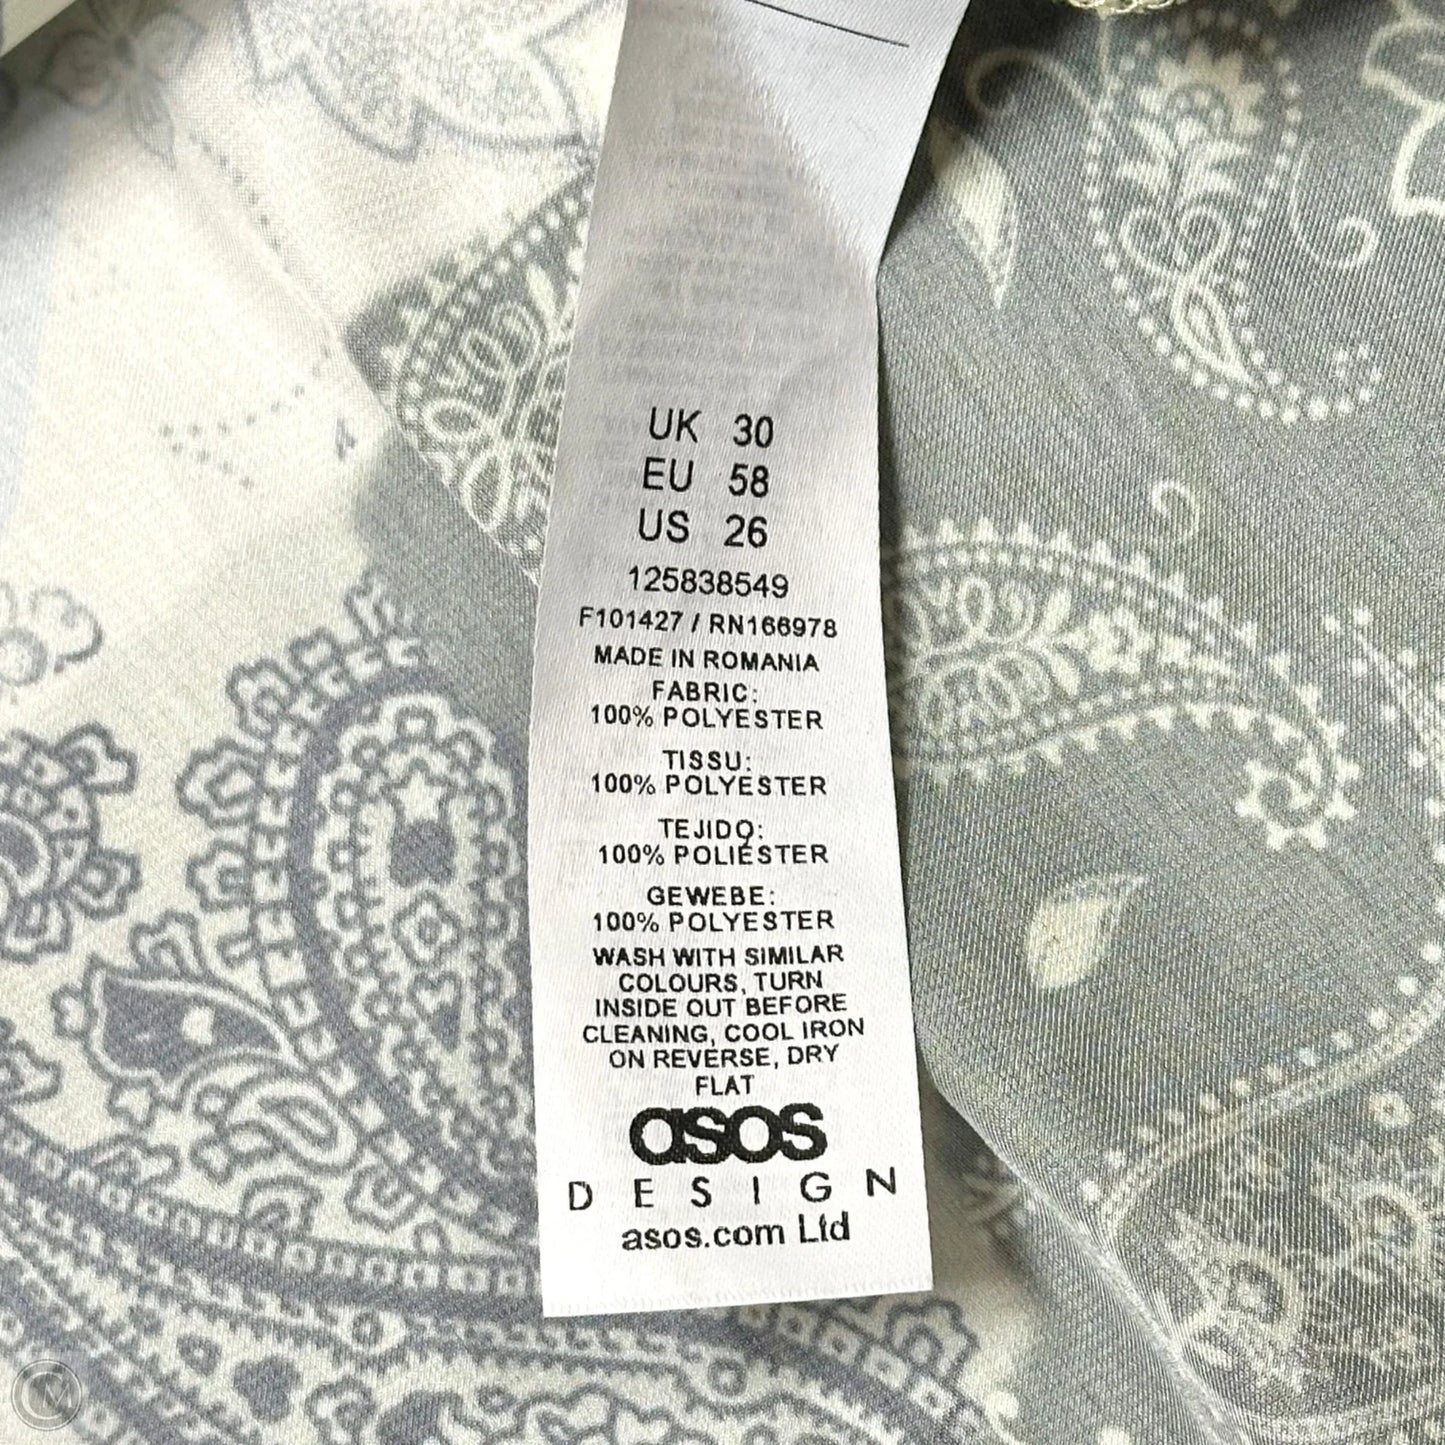 UK 30
EU 58
US 26
125838549
F101427 / RN166978
MADE IN ROMANIA
FABRIC:
100% POLYESTER
TISSU:
100% POLYESTER
TEJIDO:
100% POLIÉSTER
GEWEBE:
100% POLYESTER
WASH WITH SIMILAR
COLOURS, TURN
INSIDE OUT BEFORE
CLEANING, COOL IRON
ON REVERSE, DRY
FLAT
asos
DESIGN
asos.com Ltd